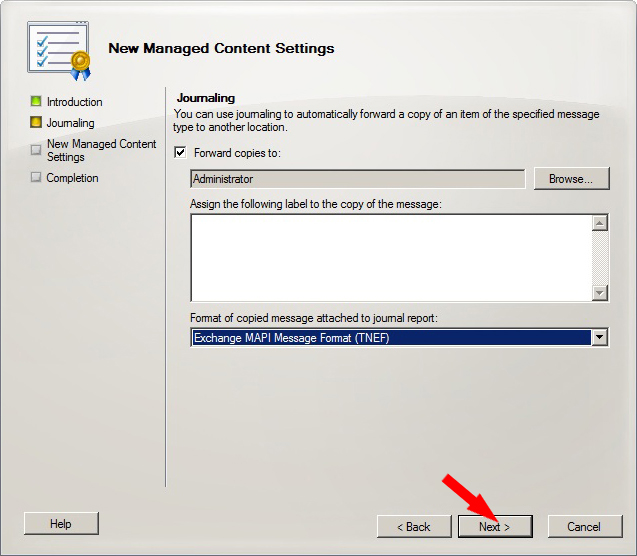 New Managed Content Settings
Introduction
Journaling
New Managed Content
Settings
Completion
Journaling
You can use journaling to automatically forward a copy of an item of the specified message
type to another location.
Forward copies to:
Administrator
Browse...
Assign the following label to the copy of the message:
Format of copied message attached to journal report:
Exchange MAPI Message Format (TNEF)
Help
< Back
Next >
Cancel